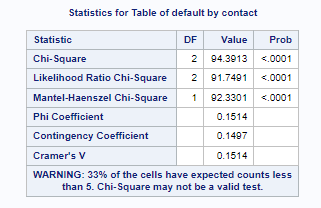 Statistics for Table of default by contact
Statistic DF Value Prob
Chi-Square 2 94.3913 <.0001
Likelihood Ratio Chi-Square 2 91.7491 <.0001
Mantel-Haenszel Chi-Square 1 92.3301 <.0001
Phi Coefficient 0.1514
Contingency Coefficient 0.1497
Cramer's V 0.1514
WARNING: 33% of the cells have expected counts less
than 5. Chi-Square may not be a valid test.